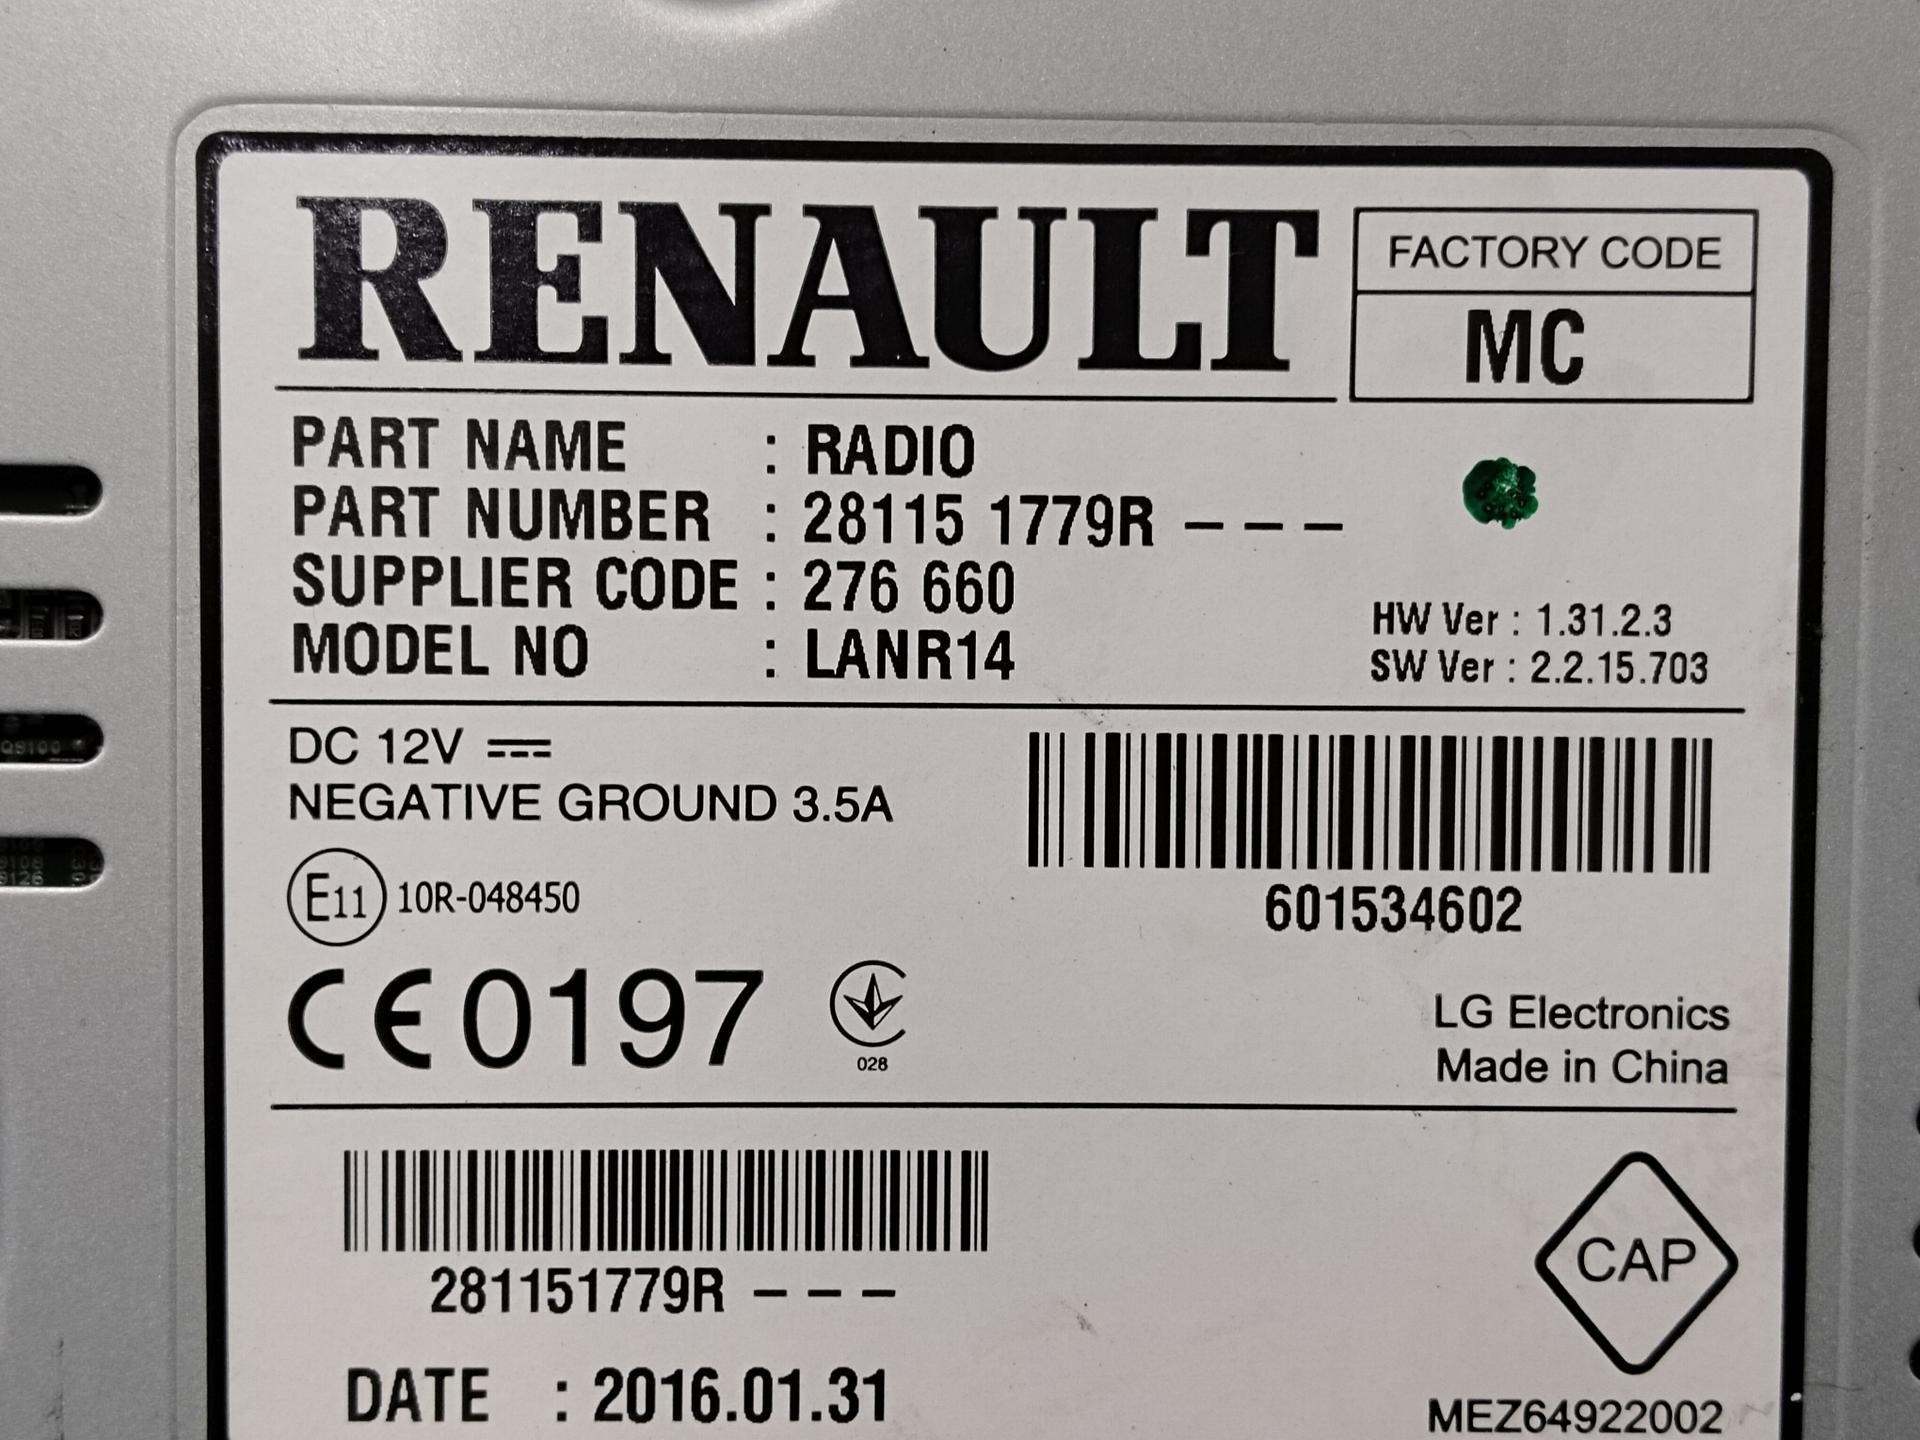 RENAULT
FACTORY CODE
MC
PART NAME : RADIO
PART NUMBER : 28115 1779R – – –
SUPPLIER CODE : 276 660
MODEL NO : LANR14
HW Ver : 1.31.2.3
SW Ver : 2.2.15.703
DC 12V
NEGATIVE GROUND 3.5A
E11 10R-048450
601534602
CE0197
028
LG Electronics
Made in China
281151779R – – –
CAP
DATE : 2016.01.31
MEZ64922002
Q9100